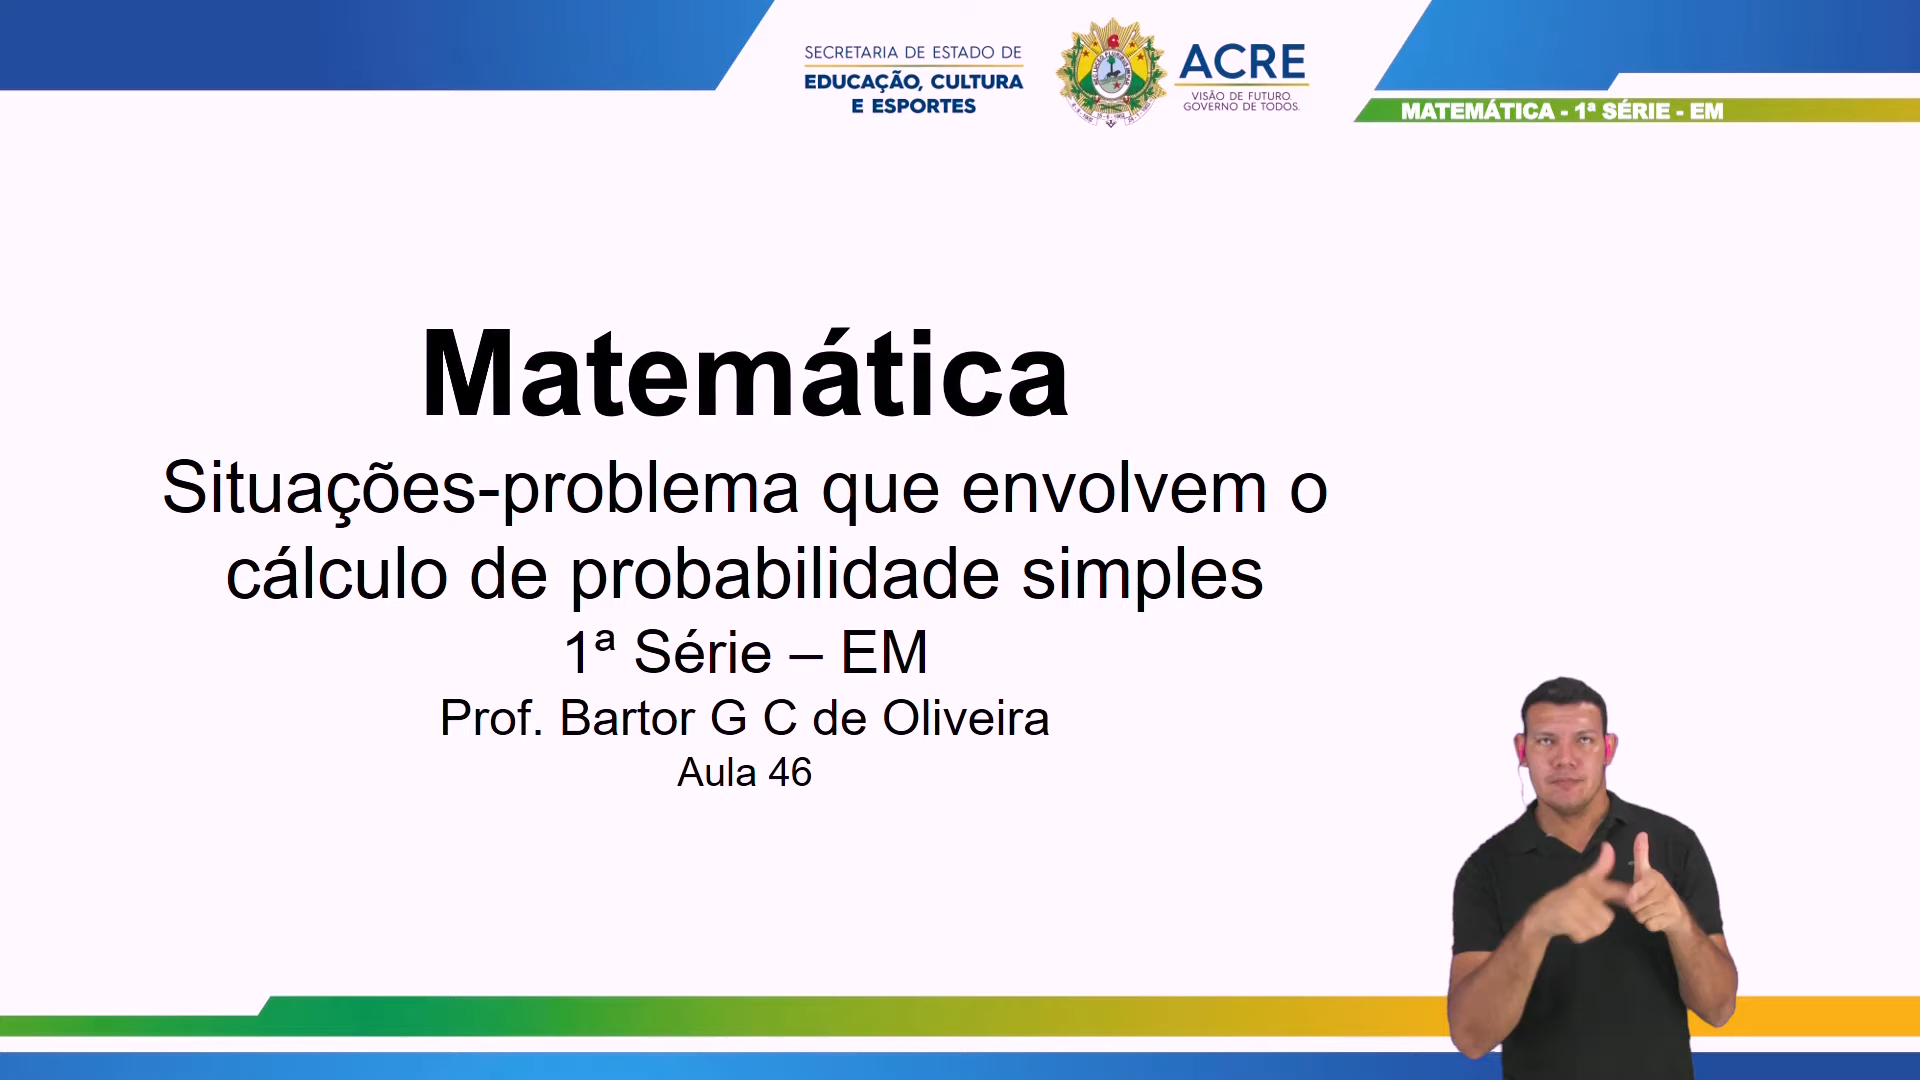 SECRETARIA DE ESTADO DE
EDUCAÇÃO, CULTURA
E ESPORTES
ACRE
VISÃO DE FUTURO.
GOVERNO DE TODOS.
MATEMÁTICA - 1ª SÉRIE - EM
Matemática
Situações-problema que envolvem o
cálculo de probabilidade simples
1ª Série – EM
Prof. Bartor G C de Oliveira
Aula 46